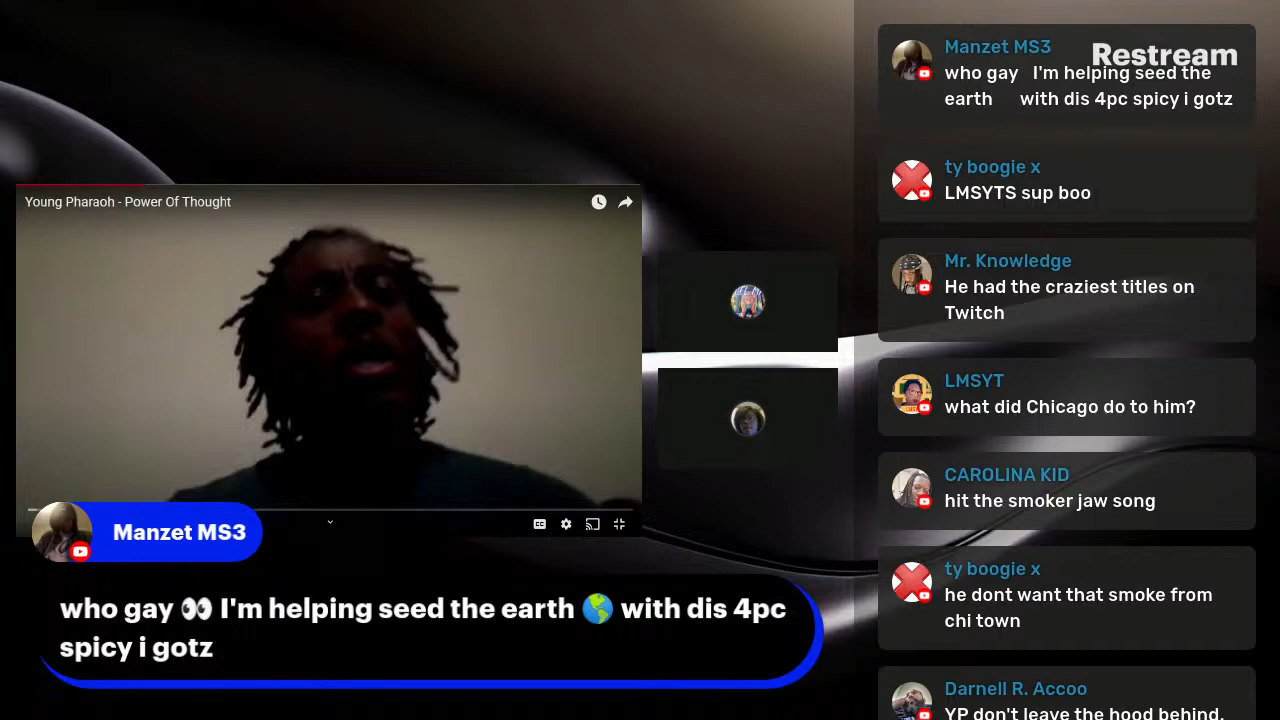 Young Pharaoh - Power Of Thought
CC
Manzet MS3
who gay 👀 I'm helping seed the earth 🌎 with dis 4pc
spicy i gotz
Restream
Manzet MS3
who gay I'm helping seed the
earth with dis 4pc spicy i gotz
ty boogie x
LMSYTS sup boo
Mr. Knowledge
He had the craziest titles on
Twitch
LMSYT
what did Chicago do to him?
CAROLINA KID
hit the smoker jaw song
ty boogie x
he dont want that smoke from
chi town
Darnell R. Accoo
YP don't leave the hood behind.